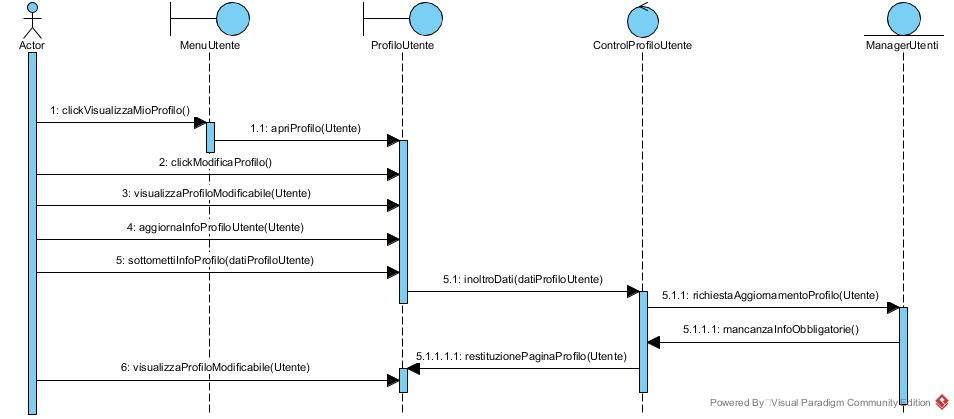 Actor
MenuUtente
ProfiloUtente
ControlProfiloUtente
ManagerUtenti
1: clickVisualizzaMioProfilo()
1.1: apriProfilo(Utente)
2: clickModificaProfilo()
3: visualizzaProfiloModificabile(Utente)
4: aggiornaInfoProfiloUtente(Utente)
5: sottomettiInfoProfilo(datiProfiloUtente)
5.1: inoltroDati(datiProfiloUtente)
5.1.1: richiestaAggiornamentoProfilo(Utente)
5.1.1.1: mancanzaInfoObbligatorie()
5.1.1.1.1: restituzionePaginaProfilo(Utente)
6: visualizzaProfiloModificabile(Utente)
Powered By Visual Paradigm Community Edition